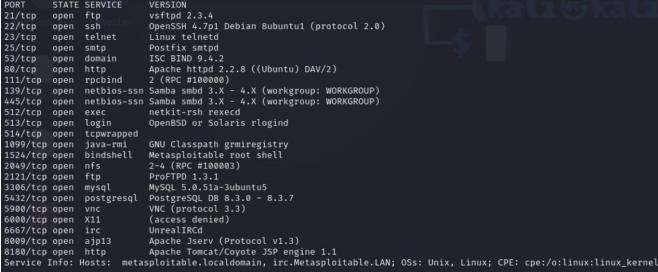 PORT STATE SERVICE VERSION
21/tcp open ftp vsftpd 2.3.4
22/tcp open ssh OpenSSH 4.7p1 Debian 8ubuntu1 (protocol 2.0)
23/tcp open telnet Linux telnetd
25/tcp open smtp Postfix smtpd
53/tcp open domain ISC BIND 9.4.2
80/tcp open http Apache httpd 2.2.8 ((Ubuntu) DAV/2)
111/tcp open rpcbind 2 (RPC #100000)
139/tcp open netbios-ssn Samba smbd 3.X - 4.X (workgroup: WORKGROUP)
445/tcp open netbios-ssn Samba smbd 3.X - 4.X (workgroup: WORKGROUP)
512/tcp open exec netkit-rsh rexecd
513/tcp open login OpenBSD or Solaris rlogind
514/tcp open tcpwrapped
1099/tcp open java-rmi GNU Classpath grmiregistry
1524/tcp open bindshell Metasploitable root shell
2049/tcp open nfs 2-4 (RPC #100003)
2121/tcp open ftp ProFTPD 1.3.1
3306/tcp open mysql MySQL 5.0.51a-3ubuntu5
5432/tcp open postgresql PostgreSQL DB 8.3.0 - 8.3.7
5900/tcp open vnc VNC (protocol 3.3)
6000/tcp open X11 (access denied)
6667/tcp open irc UnrealIRCd
8009/tcp open ajp13 Apache Jserv (Protocol v1.3)
8180/tcp open http Apache Tomcat/Coyote JSP engine 1.1
Service Info: Hosts: metasploitable.localdomain, irc.Metasploitable.LAN; OSs: Unix, Linux; CPE: cpe:/o:linux:linux_kernel
(kali㉿kali
$